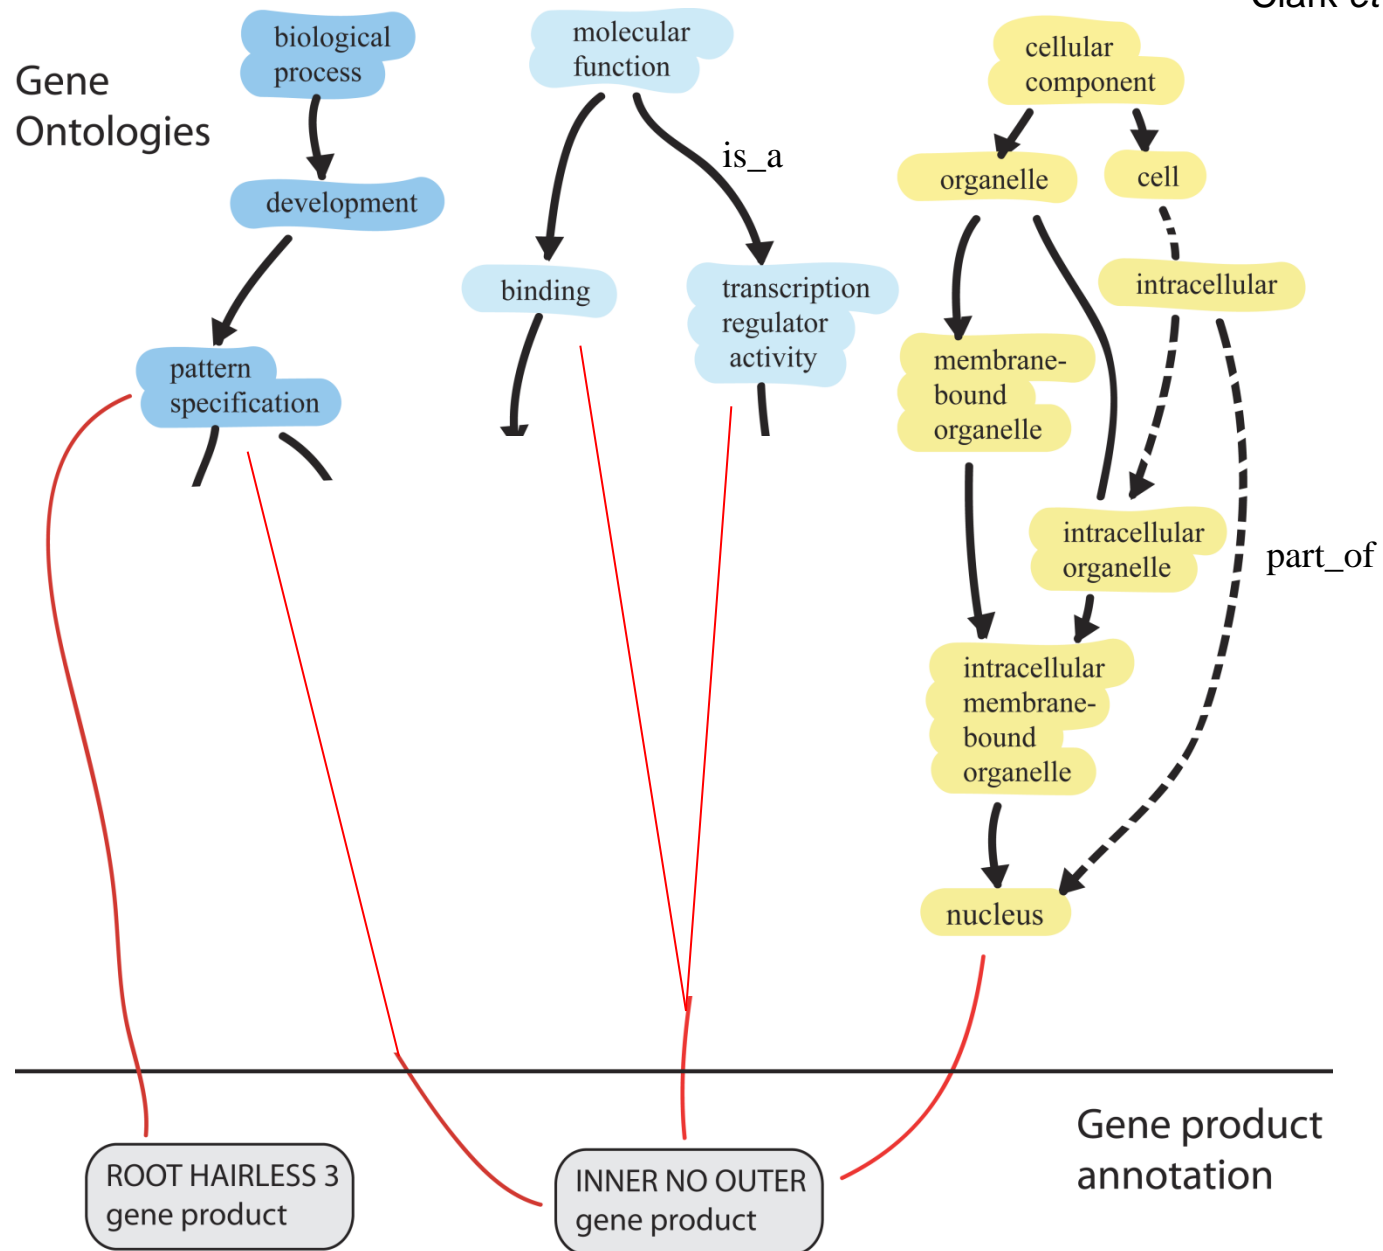 Clark et
Gene
Ontologies
biological
process
development
pattern
specification
molecular
function
is_a
binding
transcription
regulator
activity
cellular
component
organelle
cell
intracellular
membrane-
bound
organelle
intracellular
organelle
part_of
intracellular
membrane-
bound
organelle
nucleus
Gene product
annotation
ROOT HAIRLESS 3
gene product
INNER NO OUTER
gene product